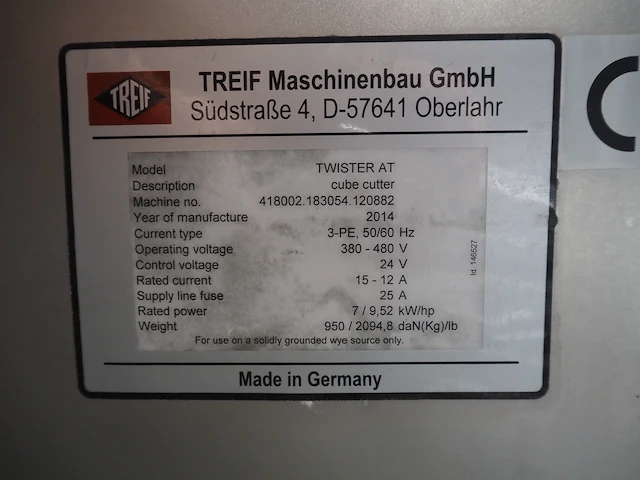 TREIF
TREIF Maschinenbau GmbH
Südstraße 4, D-57641 Oberlahr
Model TWISTER AT
Description cube cutter
Machine no. 418002.183054.120882
Year of manufacture 2014
Current type 3-PE, 50/60 Hz
Operating voltage 380 - 480 V
Control voltage 24 V
Rated current 15 - 12 A
Supply line fuse 25 A
Rated power 7 / 9,52 kW/hp
Weight 950 / 2094,8 daN(Kg)/lb
For use on a solidly grounded wye source only.
Id. 146527
Made in Germany
C